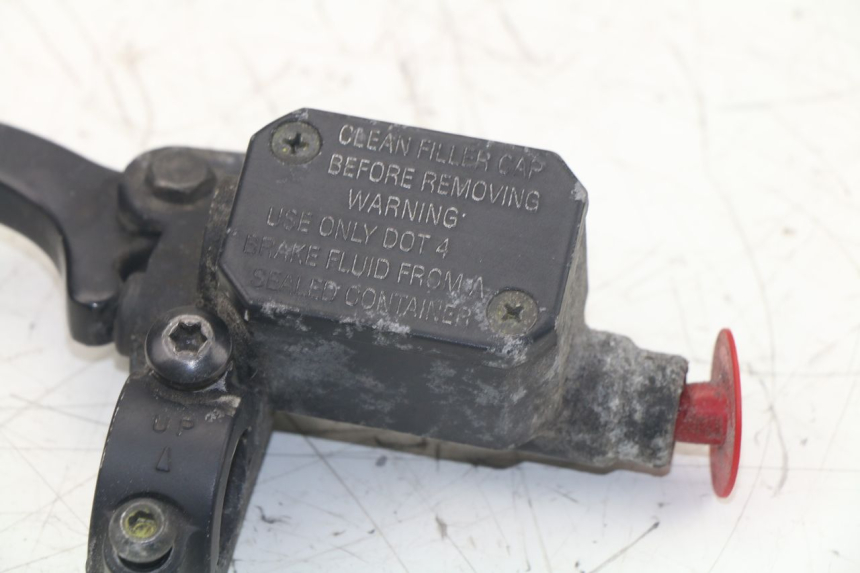 CLEAN FILLER CAP
BEFORE REMOVING
WARNING
USE ONLY DOT 4
BRAKE FLUID FROM A
SEALED CONTAINER
UP